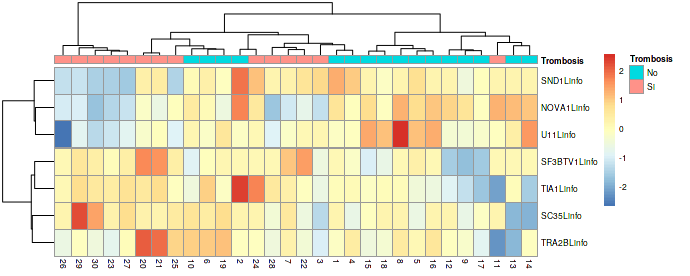 Trombosis
SND1Linfo
NOVA1Linfo
U11Linfo
SF3BTV1Linfo
TIA1Linfo
SC35Linfo
TRA2BLinfo
26 29 30 23 27 20 21 25 10 6 19 2 24 28 7 22 3 1 4 15 18 8 5 16 12 9 17 11 13 14
2
1
0
-1
-2
Trombosis
No
Si